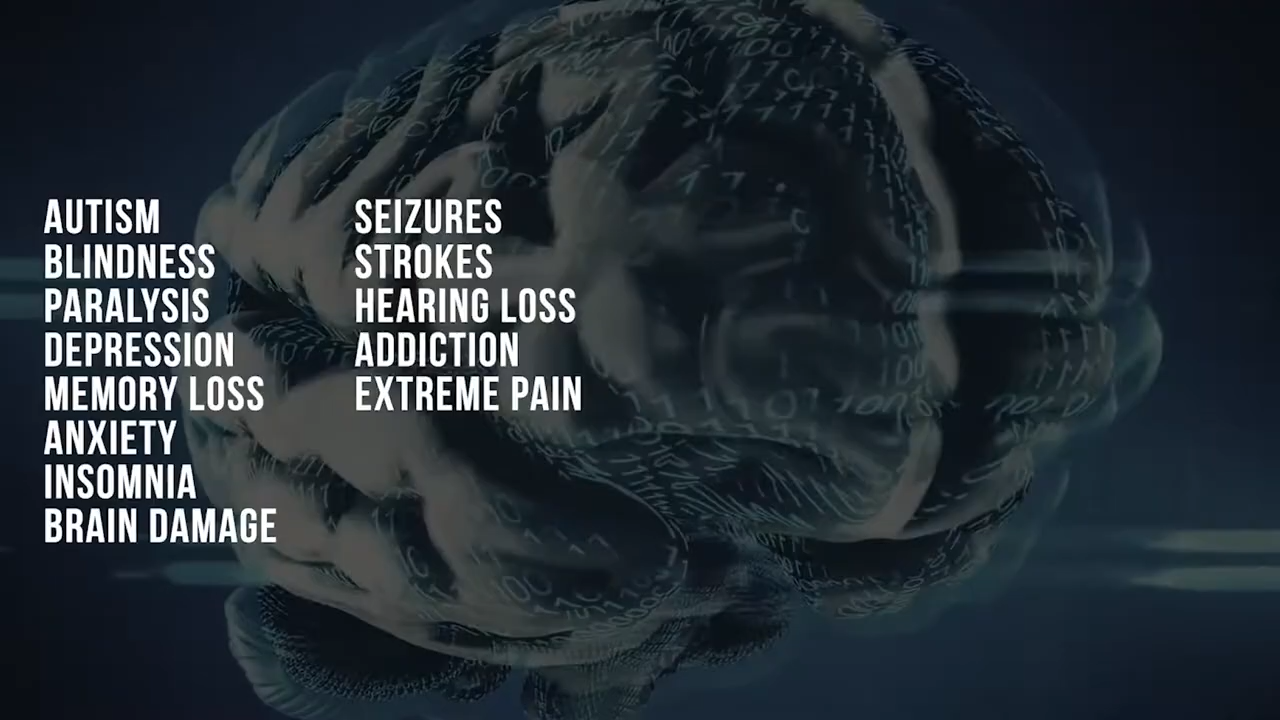 AUTISM
BLINDNESS
PARALYSIS
DEPRESSION
MEMORY LOSS
ANXIETY
INSOMNIA
BRAIN DAMAGE
SEIZURES
STROKES
HEARING LOSS
ADDICTION
EXTREME PAIN